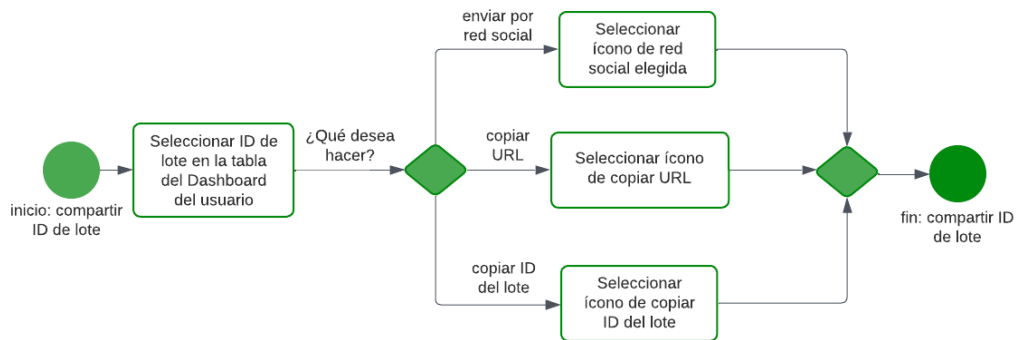 inicio: compartir
ID de lote
Seleccionar ID de
lote en la tabla
del Dashboard
del usuario
¿Qué desea
hacer?
enviar por
red social
Seleccionar
ícono de red
social elegida
copiar
URL
Seleccionar ícono
de copiar URL
copiar ID
del lote
Seleccionar
ícono de copiar
ID del lote
fin: compartir ID
de lote